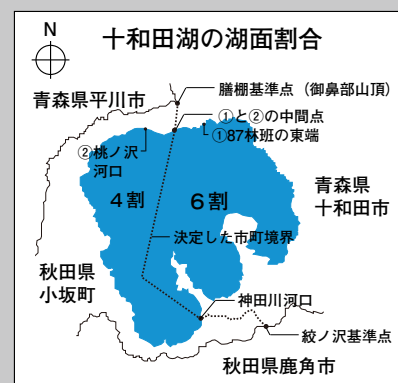 N
十和田湖の湖面割合
膳棚基準点(御鼻部山頂)
青森県平川市
①と②の中間点
①87林班の東端
②桃ノ沢
河口
4割
6割
青森県
十和田市
決定した市町境界
秋田県
小坂町
神田川河口
絞ノ沢基準点
秋田県鹿角市